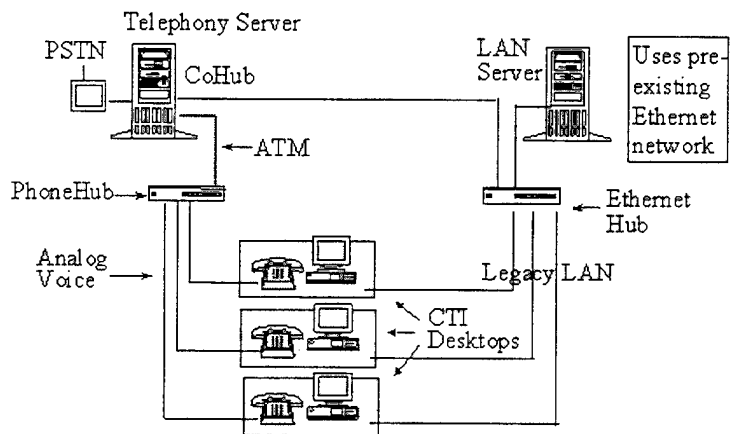 Telephony Server
PSTN
CoHub
LAN
Server
Uses pre-
existing
Ethernet
network
ATM
PhoneHub
Ethernet
Hub
Analog
Voice
Legacy LAN
CTI
Desktops